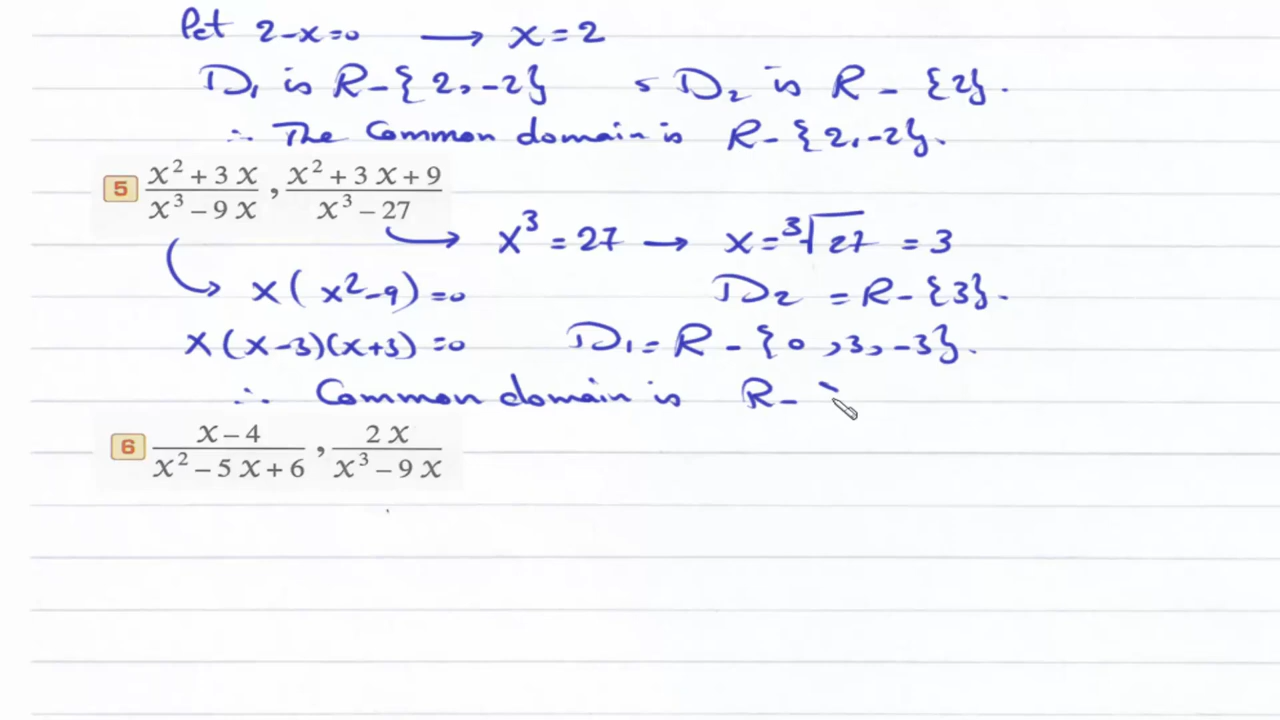 Put 2-x=0 → x=2
D₁ is R-{2,-2} , D₂ is R-{2}.
∴ The Common domain is R-{2,-2}.
5 (x² + 3x)/(x³ – 9x) , (x² + 3x + 9)/(x³ – 27)
x³ = 27 → x = ³√27 = 3
x(x²-9)=0 D₂ = R-{3}.
x(x-3)(x+3)=0 D₁ = R-{0,3,-3}.
∴ Common domain is R-
6 (x – 4)/(x² – 5x + 6) , 2x/(x³ – 9x)